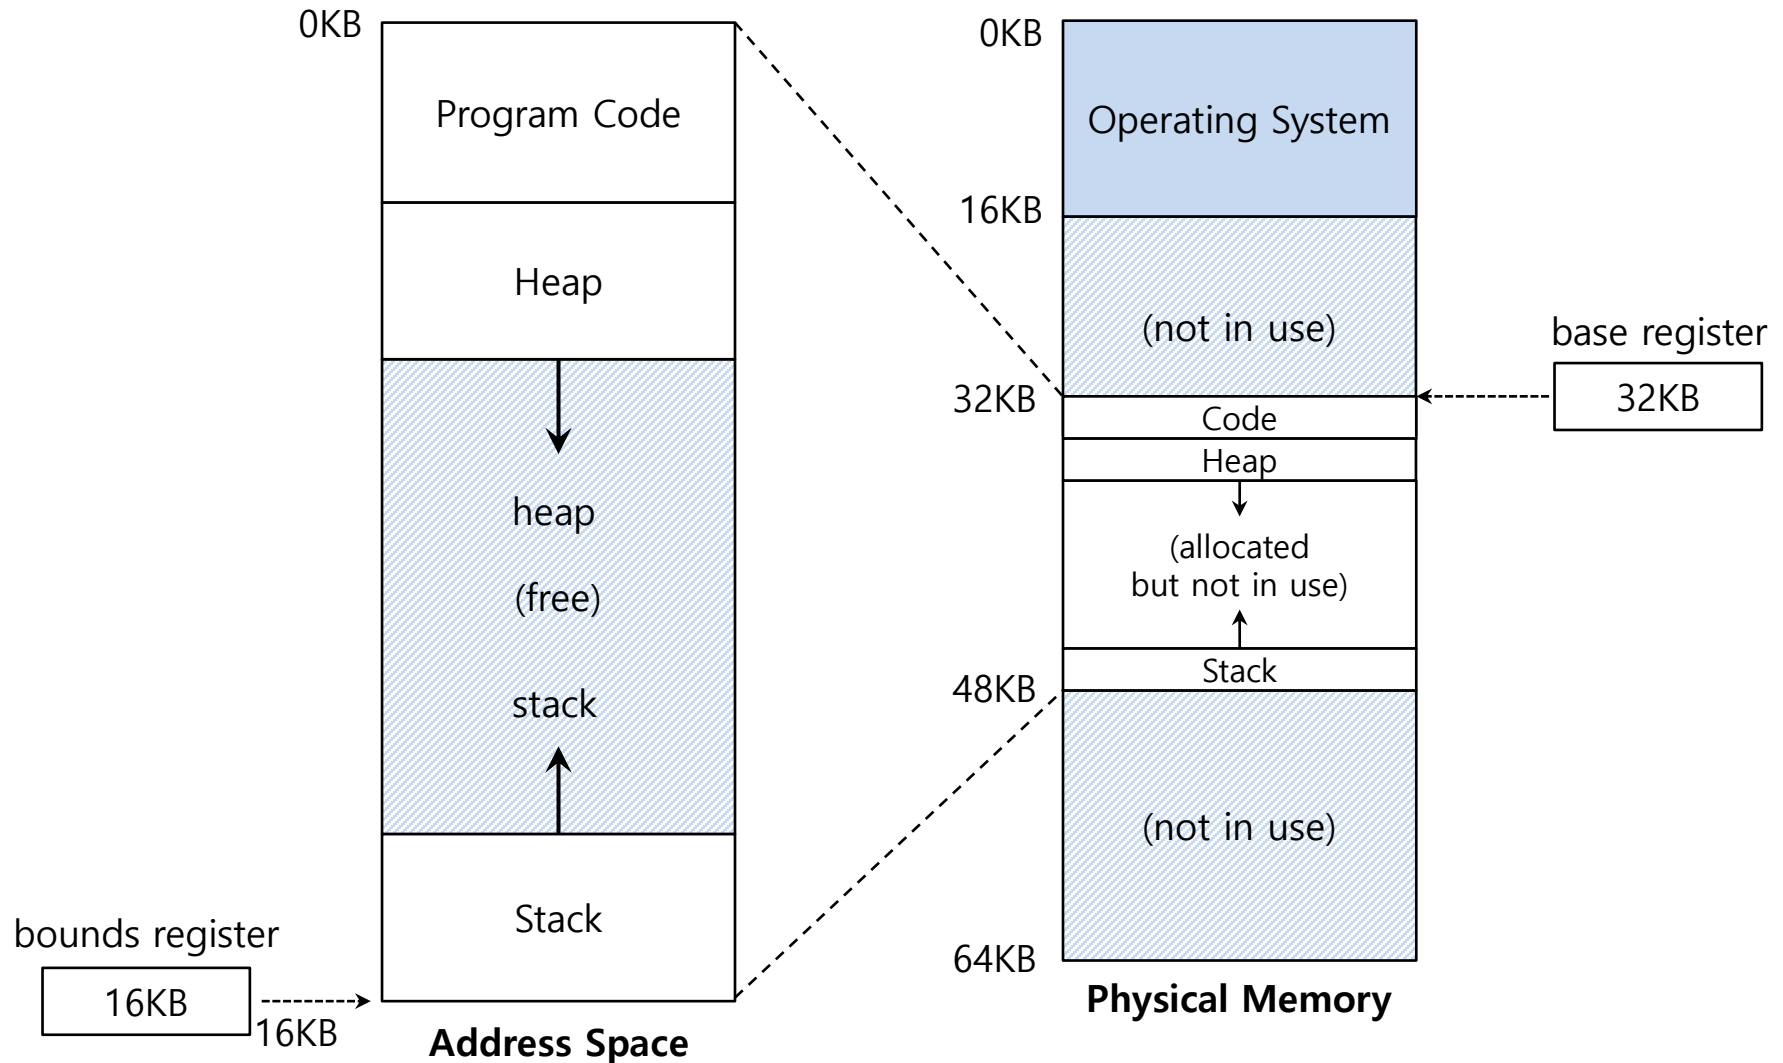 0KB
Program Code
Heap
heap
(free)
stack
Stack
bounds register
16KB
16KB
Address Space
0KB
Operating System
16KB
(not in use)
32KB
Code
Heap
(allocated
but not in use)
Stack
48KB
(not in use)
64KB
Physical Memory
base register
32KB